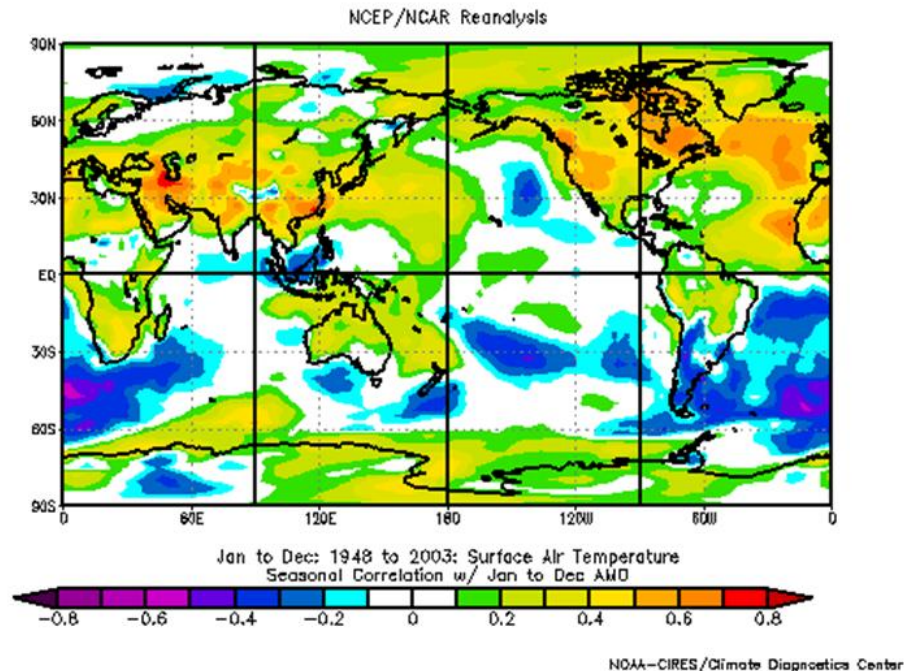 NCEP/NCAR Reanalysis
90N
60N
30N
EQ
30S
60S
90S
0 60E 120E 180 120W 60W 0
Jan to Dec: 1948 to 2003: Surface Air Temperature
Seasonal Correlation w/ Jan to Dec AMO
-0.8 -0.6 -0.4 -0.2 0 0.2 0.4 0.6 0.8
NOAA-CIRES/Climate Diagnostics Center